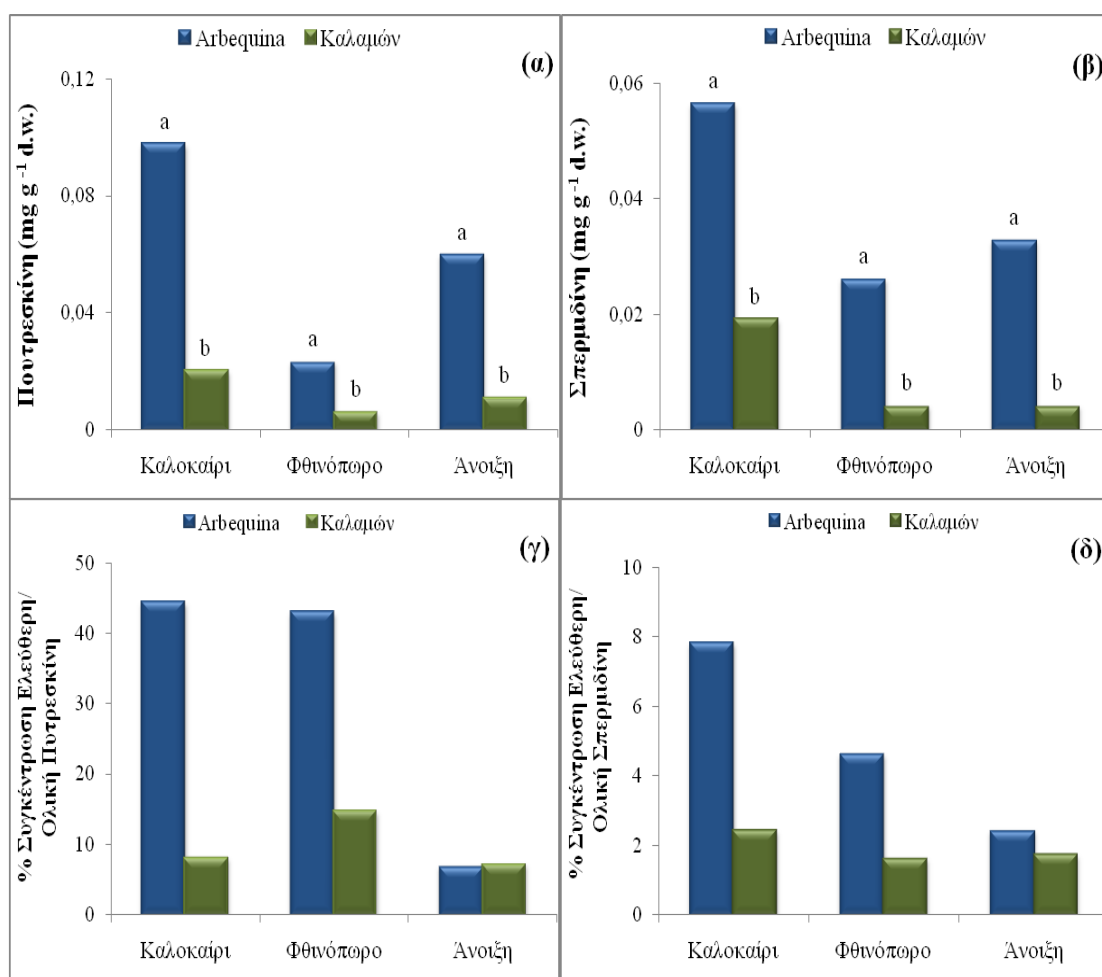 Arbequina Καλαμών
(α)
Πουτρεσκίνη (mg g -1 d.w.)
0,12
0,08
0,04
0
a
b
a
b
a
b
Καλοκαίρι Φθινόπωρο Άνοιξη
Arbequina Καλαμών
(β)
Σπερμιδίνη (mg g -1 d.w.)
0,06
0,04
0,02
0
a
b
a
b
a
b
Καλοκαίρι Φθινόπωρο Άνοιξη
Arbequina Καλαμών
(γ)
% Συγκέντρωση Ελεύθερη/
Ολική Πυτρεσκίνη
50
40
30
20
10
0
Καλοκαίρι Φθινόπωρο Άνοιξη
Arbequina Καλαμών
(δ)
% Συγκέντρωση Ελεύθερη/
Ολική Σπερμιδίνη
10
8
6
4
2
0
Καλοκαίρι Φθινόπωρο Άνοιξη